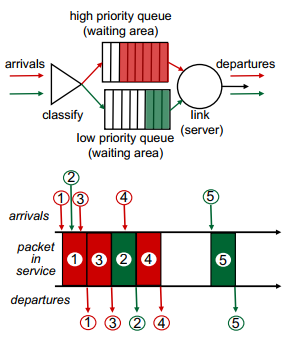 high priority queue
(waiting area)
arrivals
departures
classify
link
(server)
low priority queue
(waiting area)
2
1 3 4 5
arrivals
packet
in
service
1 3 2 4 5
departures
1 3 2 4 5